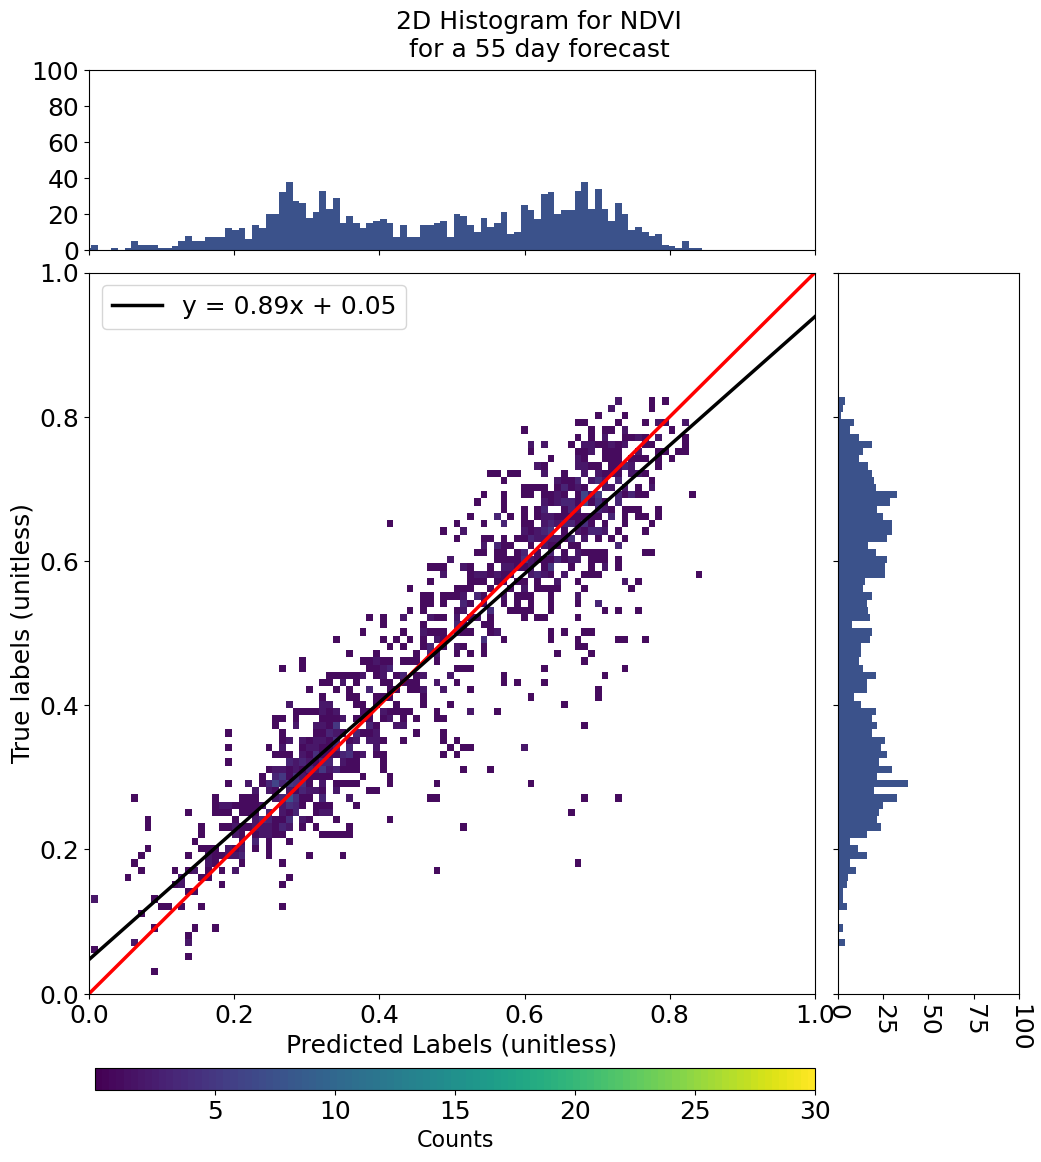 2D Histogram for NDVI
for a 55 day forecast
100
80
60
40
20
0
1.0
0.8
0.6
0.4
0.2
0.0
True labels (unitless)
y = 0.89x + 0.05
0.0 0.2 0.4 0.6 0.8 1.0
Predicted Labels (unitless)
0 25 50 75 100
5 10 15 20 25 30
Counts